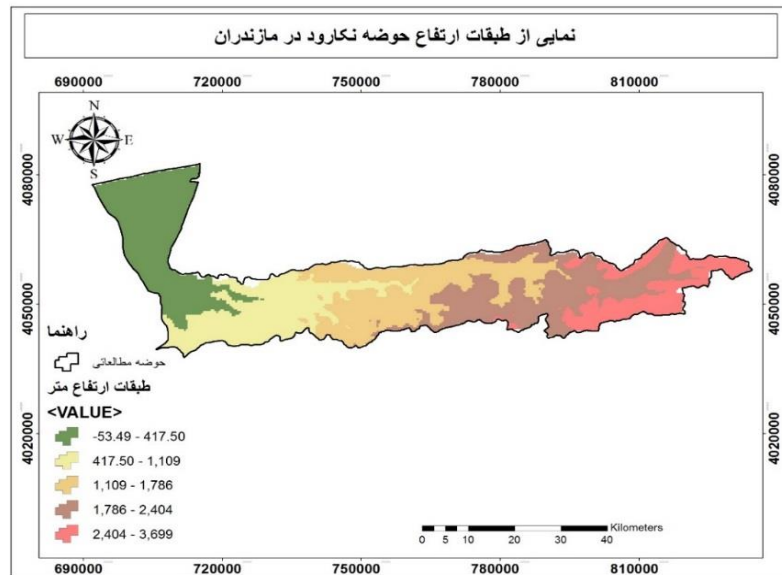 نمایی از طبقات ارتفاع حوضه نکارود در مازندران
690000 720000 750000 780000 810000
N
W E
S
4080000 4080000
4050000 4050000
4020000 4020000
راهنما
حوضه مطالعاتی
طبقات ارتفاع متر
<VALUE>
-53.49 - 417.50
417.50 - 1,109
1,109 - 1,786
1,786 - 2,404
2,404 - 3,699
Kilometers
0 5 10 20 30 40
690000 720000 750000 780000 810000